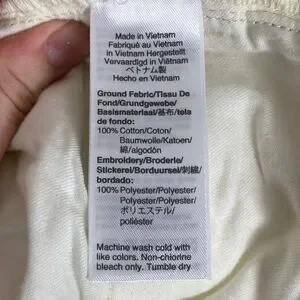 Made in Vietnam
Fabriqué au Vietnam
in Vietnam Hergestellt
Vervaardigd in Viëtnam
ベトナム製
Hecho en Vietnam
Ground Fabric/Tissu De
Fond/Grundgewebe/
Basismateriaal/基布/tela
de fondo:
100% Cotton/Coton/
Baumwolle/Katoen/
綿/algodón
Embroidery/Broderie/
Stickerei/Borduursel/刺繍/
bordado:
100% Polyester/Polyester/
Polyester/Polyester/
ポリエステル/
poliéster
Machine wash cold with
like colors. Non-chlorine
bleach only. Tumble dry